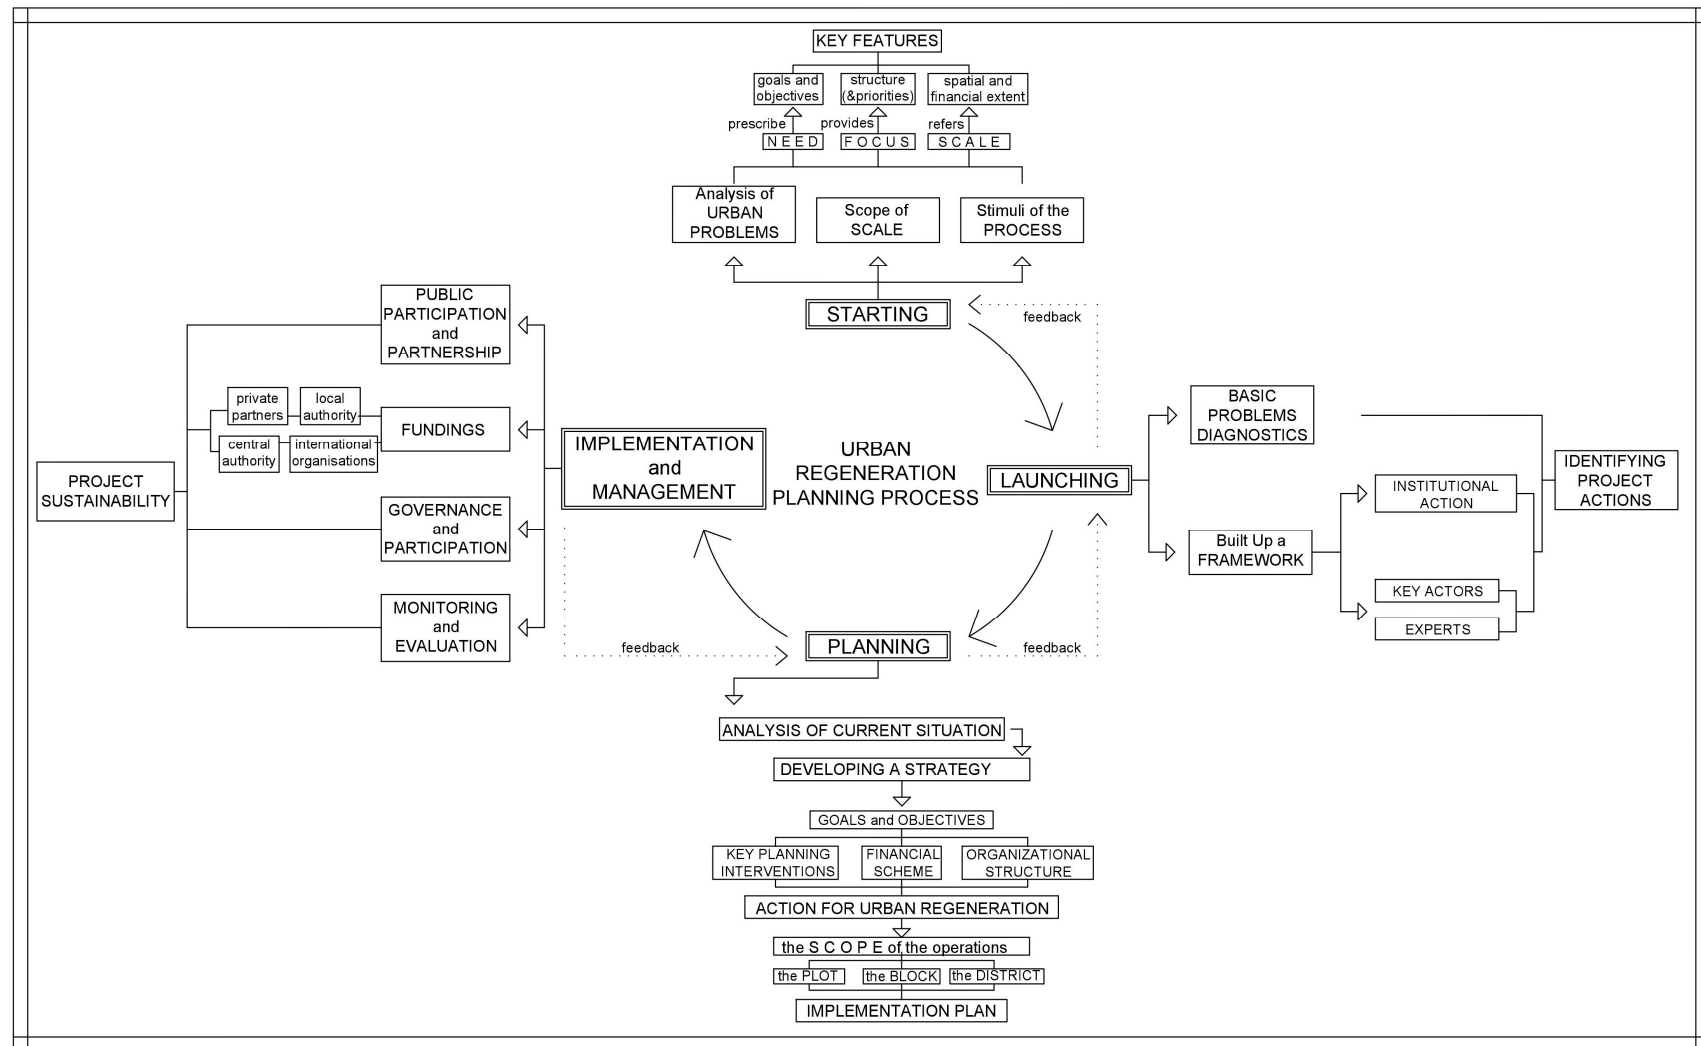 KEY FEATURES
goals and
objectives
structure
(&priorities)
spatial and
financial extent
prescribe
provides
refers
N E E D
F O C U S
S C A L E
Analysis of
URBAN
PROBLEMS
Scope of
SCALE
Stimuli of the
PROCESS
STARTING
feedback
PUBLIC
PARTICIPATION
and
PARTNERSHIP
private
partners
local
authority
central
authority
international
organisations
FUNDINGS
GOVERNANCE
and
PARTICIPATION
MONITORING
and
EVALUATION
PROJECT
SUSTAINABILITY
IMPLEMENTATION
and
MANAGEMENT
URBAN
REGENERATION
PLANNING PROCESS
LAUNCHING
BASIC
PROBLEMS
DIAGNOSTICS
Built Up a
FRAMEWORK
INSTITUTIONAL
ACTION
KEY ACTORS
EXPERTS
IDENTIFYING
PROJECT
ACTIONS
feedback
PLANNING
feedback
ANALYSIS OF CURRENT SITUATION
DEVELOPING A STRATEGY
GOALS and OBJECTIVES
KEY PLANNING
INTERVENTIONS
FINANCIAL
SCHEME
ORGANIZATIONAL
STRUCTURE
ACTION FOR URBAN REGENERATION
the S C O P E of the operations
the PLOT
the BLOCK
the DISTRICT
IMPLEMENTATION PLAN